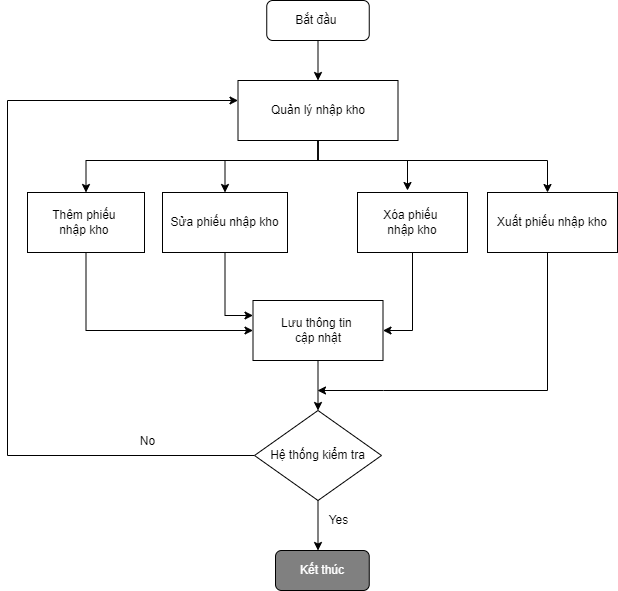 Bắt đầu
Quản lý nhập kho
Thêm phiếu
nhập kho
Sửa phiếu nhập kho
Xóa phiếu
nhập kho
Xuất phiếu nhập kho
Lưu thông tin
cập nhật
No
Hệ thống kiểm tra
Yes
Kết thúc